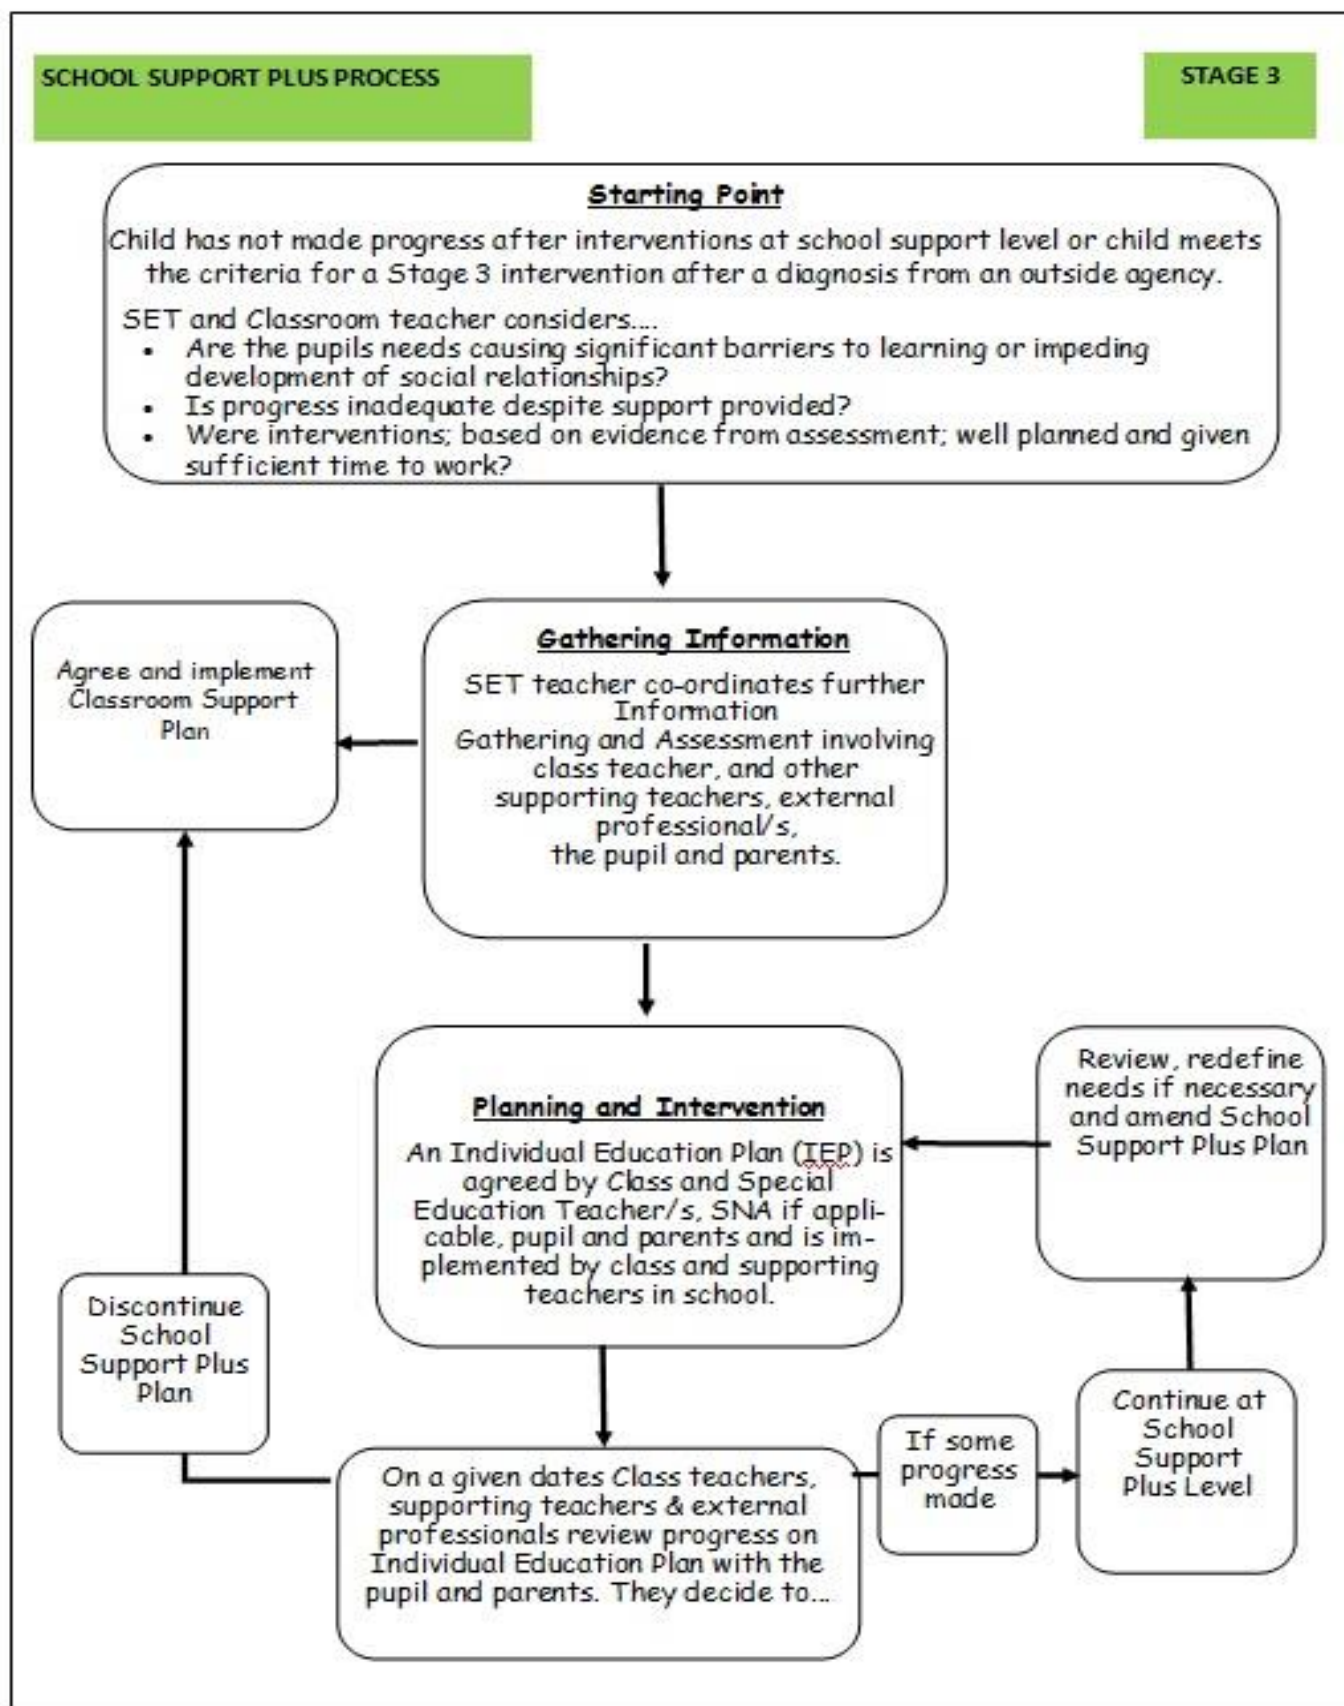 SCHOOL SUPPORT PLUS PROCESS
STAGE 3
Starting Point
Child has not made progress after interventions at school support level or child meets
the criteria for a Stage 3 intervention after a diagnosis from an outside agency.
SET and Classroom teacher considers....
• Are the pupils needs causing significant barriers to learning or impeding
development of social relationships?
• Is progress inadequate despite support provided?
• Were interventions; based on evidence from assessment; well planned and given
sufficient time to work?
Agree and implement
Classroom Support
Plan
Gathering Information
SET teacher co-ordinates further
Information
Gathering and Assessment involving
class teacher, and other
supporting teachers, external
professional/s,
the pupil and parents.
Planning and Intervention
An Individual Education Plan (IEP) is
agreed by Class and Special
Education Teacher/s, SNA if appli-
cable, pupil and parents and is im-
plemented by class and supporting
teachers in school.
Review, redefine
needs if necessary
and amend School
Support Plus Plan
Discontinue
School
Support Plus
Plan
On a given dates Class teachers,
supporting teachers & external
professionals review progress on
Individual Education Plan with the
pupil and parents. They decide to...
If some
progress
made
Continue at
School
Support
Plus Level